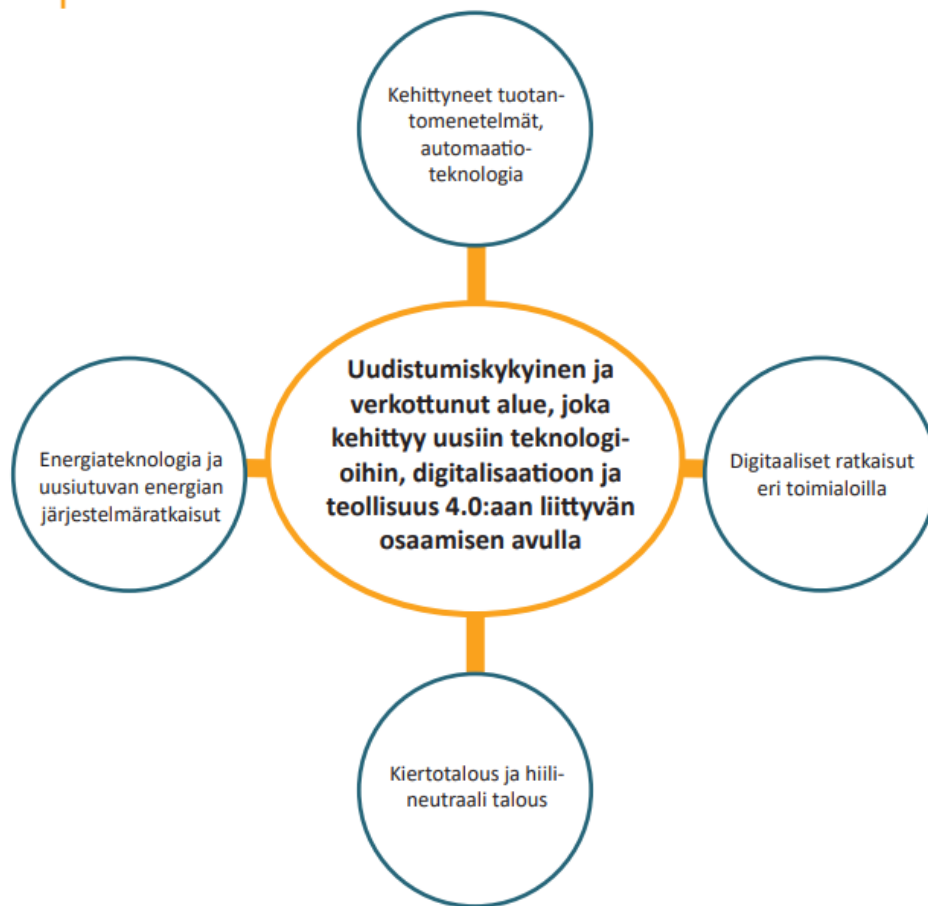 Kehittyneet tuotan-
tomenetelmät,
automaatio-
teknologia
Uudistumiskykyinen ja
verkottunut alue, joka
kehittyy uusiin teknologi-
oihin, digitalisaatioon ja
teollisuus 4.0:aan liittyvän
osaamisen avulla
Energiateknologia ja
uusiutuvan energian
järjestelmäratkaisut
Digitaaliset ratkaisut
eri toimialoilla
Kiertotalous ja hiili-
neutraali talous